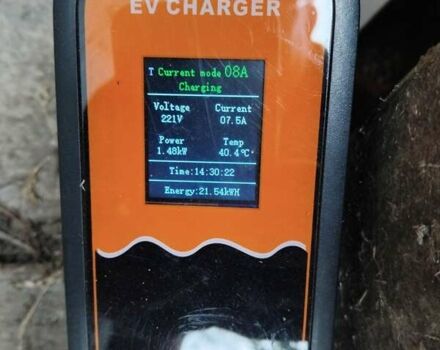 EV CHARGER
T Current mode 08A
Charging
Voltage Current
221V 07.5A
Power Temp
1.48kW 40.4℃
Time:14:30:22
Energy:21.54kWH